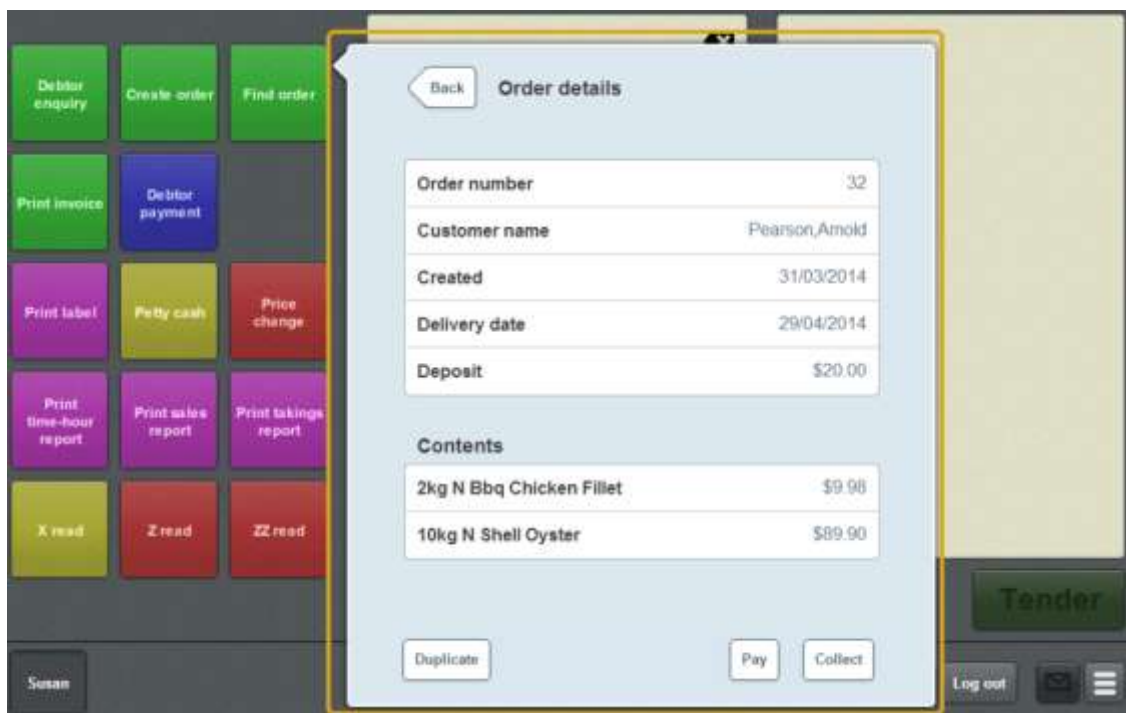 Debtor
enquiry
Create order
Find order
Print invoice
Debtor
payment
Print label
Petty cash
Price
change
Print
time-hour
report
Print sales
report
Print takings
report
X read
Z read
ZZ read
Susan
Back
Order details
Order number 32
Customer name Pearson,Arnold
Created 31/03/2014
Delivery date 29/04/2014
Deposit $20.00
Contents
2kg N Bbq Chicken Fillet $9.98
10kg N Shell Oyster $89.90
Duplicate
Pay
Collect
Tender
Log out